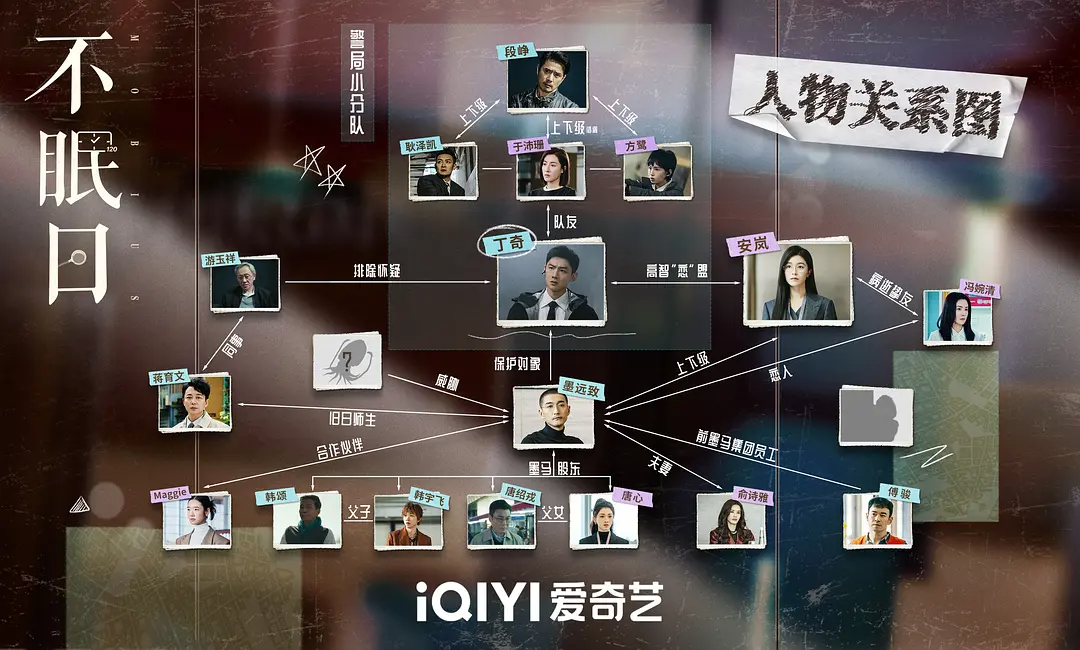 不眠日
MOBIUS
120
警局小分队
人物关系图
段峥
上下级
上下级
上下级
耿泽凯
于沛珊
方鹭
队友
丁奇
安岚
游玉祥
排除怀疑
高智“恋”盟
病逝挚友
冯婉清
同事
?
保护对象
上下级
恋人
威胁
蒋育文
墨远致
旧日师生
合作伙伴
前墨马集团员工
夫妻
墨马 股东
Maggie
韩颂
父子
韩宇飞
唐绍戎
父女
唐心
俞诗雅
傅骏
iQIYI 爱奇艺